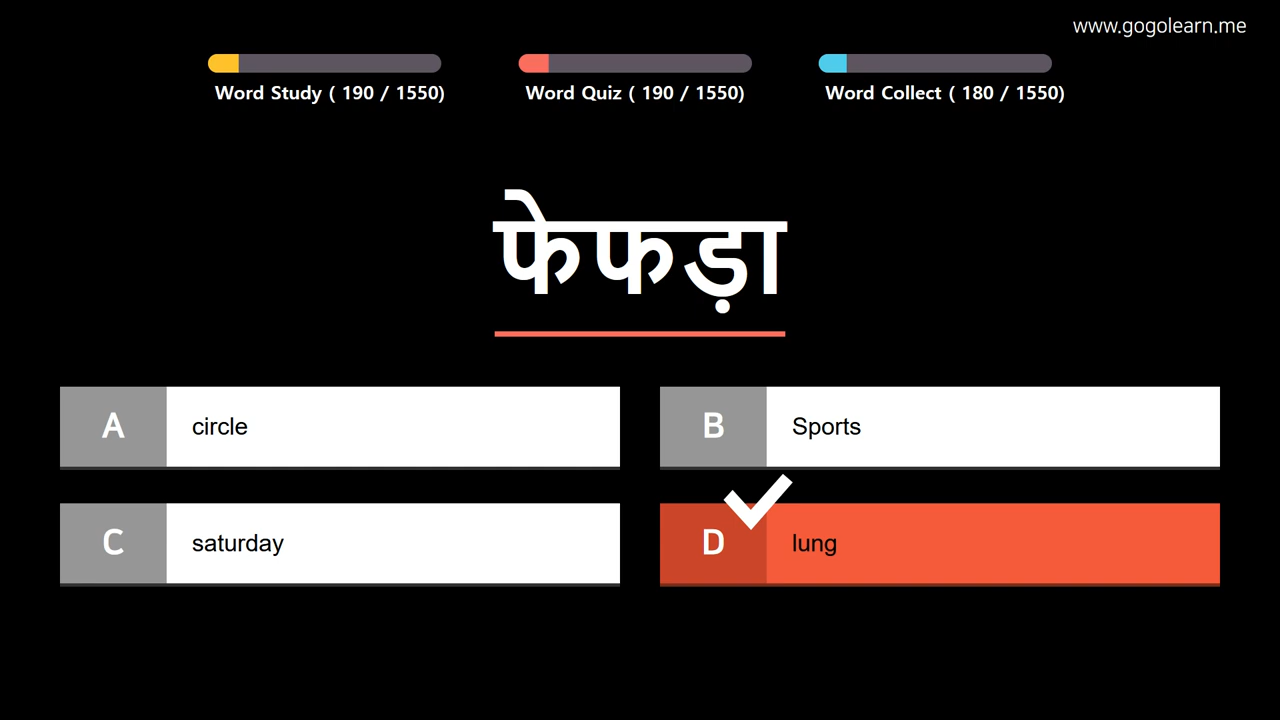 www.gogolearn.me
Word Study ( 190 / 1550)
Word Quiz ( 190 / 1550)
Word Collect ( 180 / 1550)
फेफड़ा
A circle
B Sports
C saturday
D lung